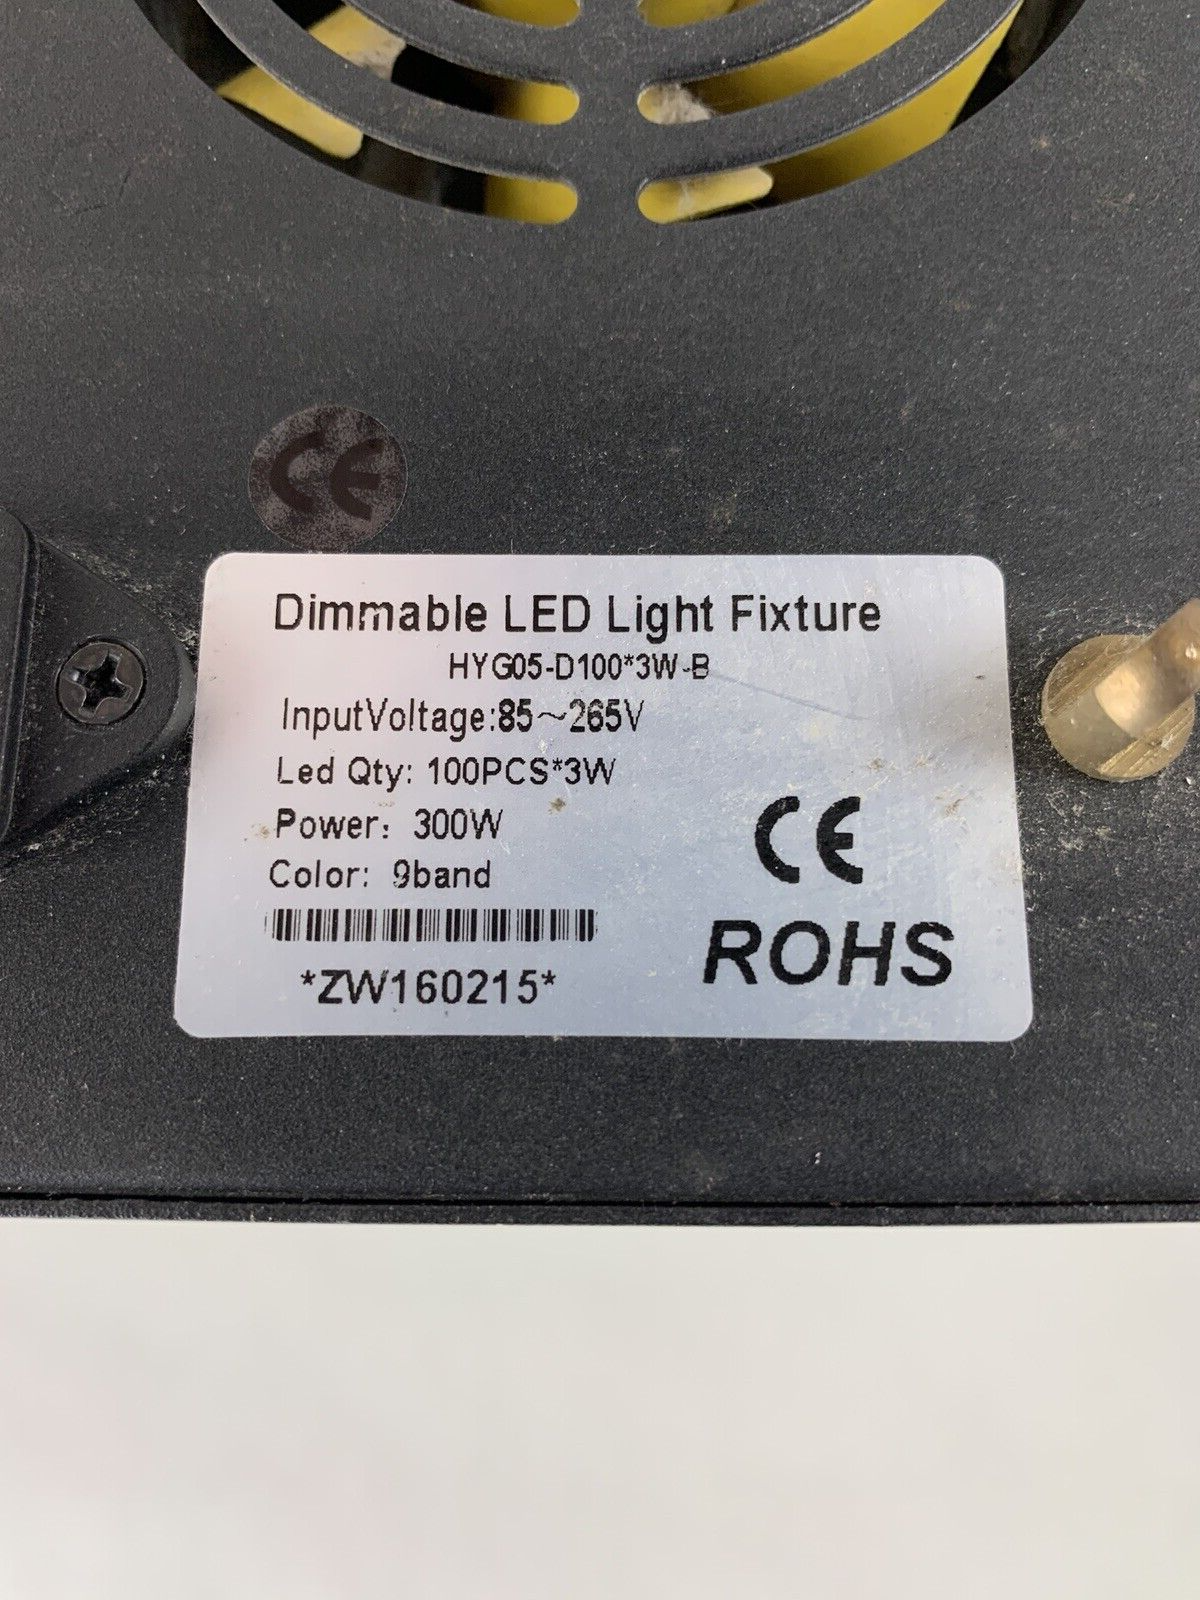 CE
Dimmable LED Light Fixture
HYG05-D100*3W-B
InputVoltage:85～265V
Led Qty: 100PCS*3W
Power: 300W
Color: 9band
*ZW160215*
CE
ROHS